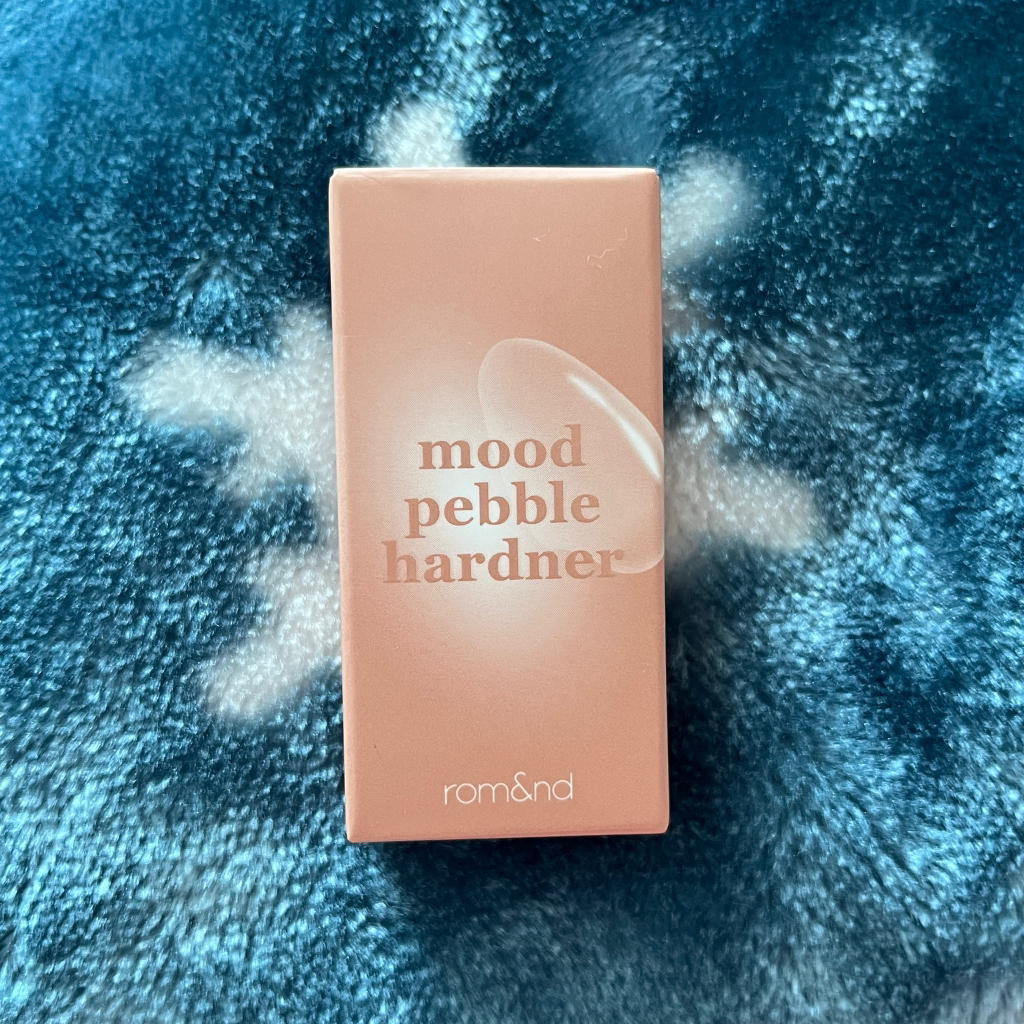 mood
pebble
hardner
rom&nd